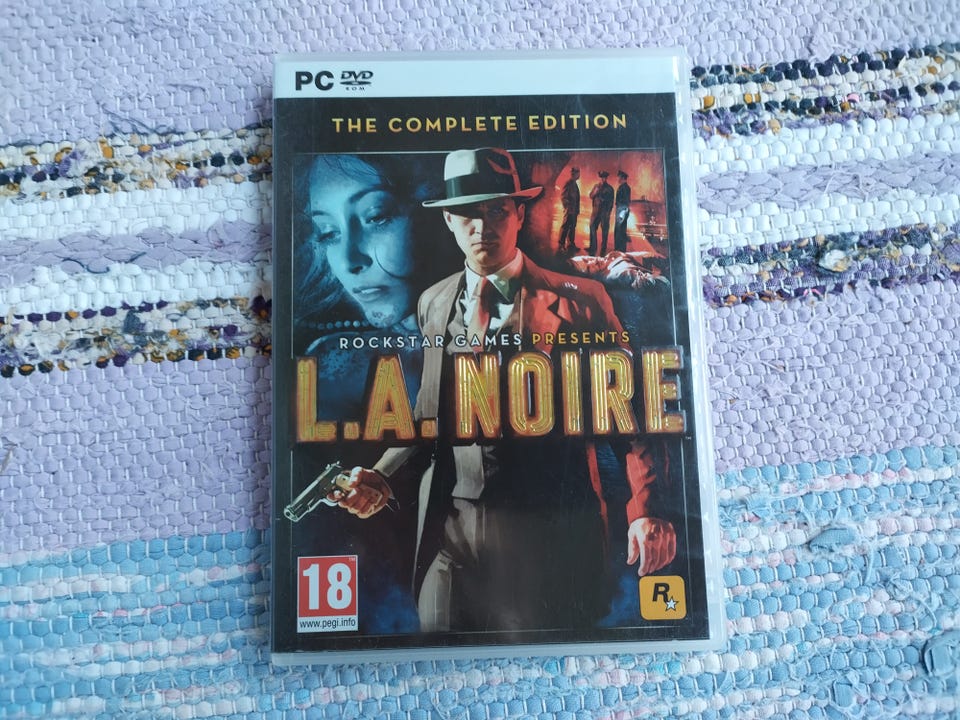 PC DVD
ROM
THE COMPLETE EDITION
ROCKSTAR GAMES PRESENTS
L.A. NOIRE
18
www.pegi.info
R